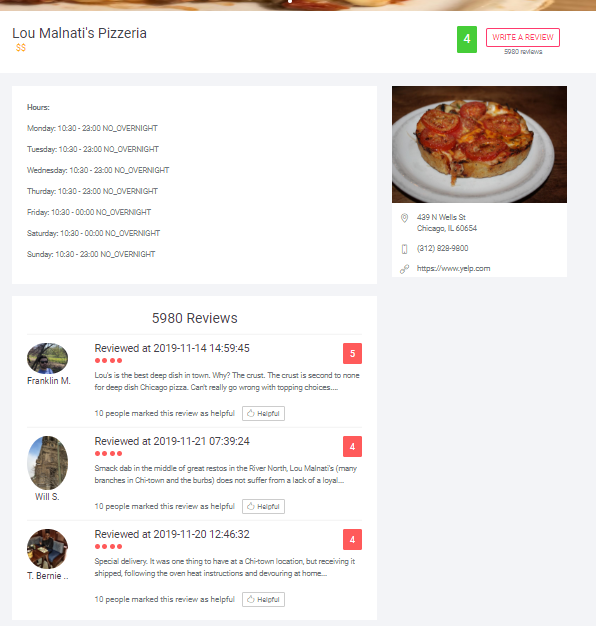 Lou Malnati's Pizzeria
$$
4
WRITE A REVIEW
5980 reviews
Hours:
Monday: 10:30 - 23:00 NO_OVERNIGHT
Tuesday: 10:30 - 23:00 NO_OVERNIGHT
Wednesday: 10:30 - 23:00 NO_OVERNIGHT
Thurday: 10:30 - 23:00 NO_OVERNIGHT
Friday: 10:30 - 00:00 NO_OVERNIGHT
Saturday: 10:30 - 00:00 NO_OVERNIGHT
Sunday: 10:30 - 23:00 NO_OVERNIGHT
439 N Wells St
Chicago, IL 60654
(312) 828-9800
https://www.yelp.com
5980 Reviews
Reviewed at 2019-11-14 14:59:45
5
Franklin M.
Lou's is the best deep dish in town. Why? The crust. The crust is second to none
for deep dish Chicago pizza. Can't really go wrong with topping choices....
10 people marked this review as helpful
Helpful
Reviewed at 2019-11-21 07:39:24
4
Will S.
Smack dab in the middle of great restos in the River North, Lou Malnati's (many
branches in Chi-town and the burbs) does not suffer from a lack of a loyal...
10 people marked this review as helpful
Helpful
Reviewed at 2019-11-20 12:46:32
4
T. Bernie ..
Special delivery. It was one thing to have at a Chi-town location, but receiving it
shipped, following the oven heat instructions and devouring at home...
10 people marked this review as helpful
Helpful